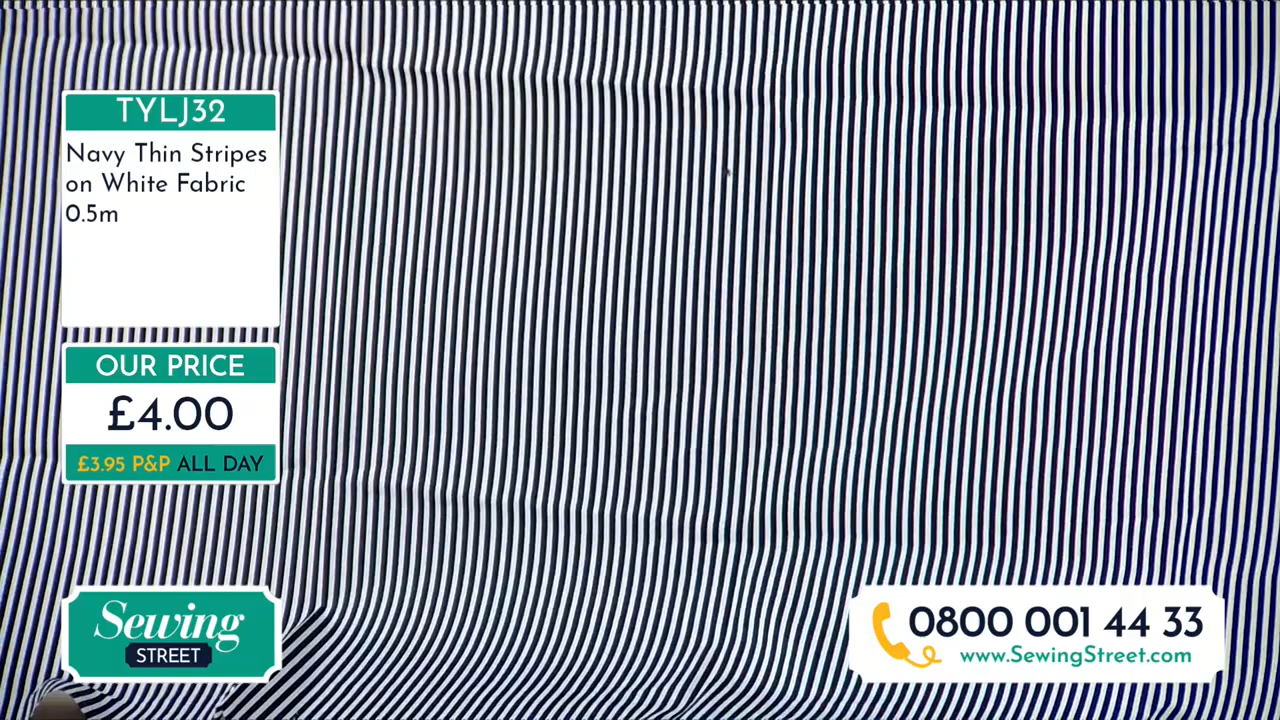 TYLJ32
Navy Thin Stripes
on White Fabric
0.5m
OUR PRICE
£4.00
£3.95 P&P ALL DAY
Sewing
STREET
0800 001 44 33
www.SewingStreet.com